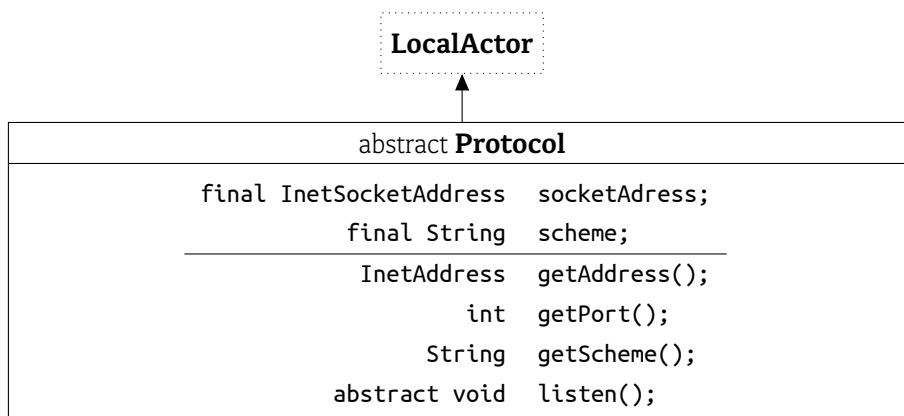 LocalActor
abstract Protocol
final InetSocketAddress socketAdress;
final String scheme;
InetAddress getAddress();
int getPort();
String getScheme();
abstract void listen();